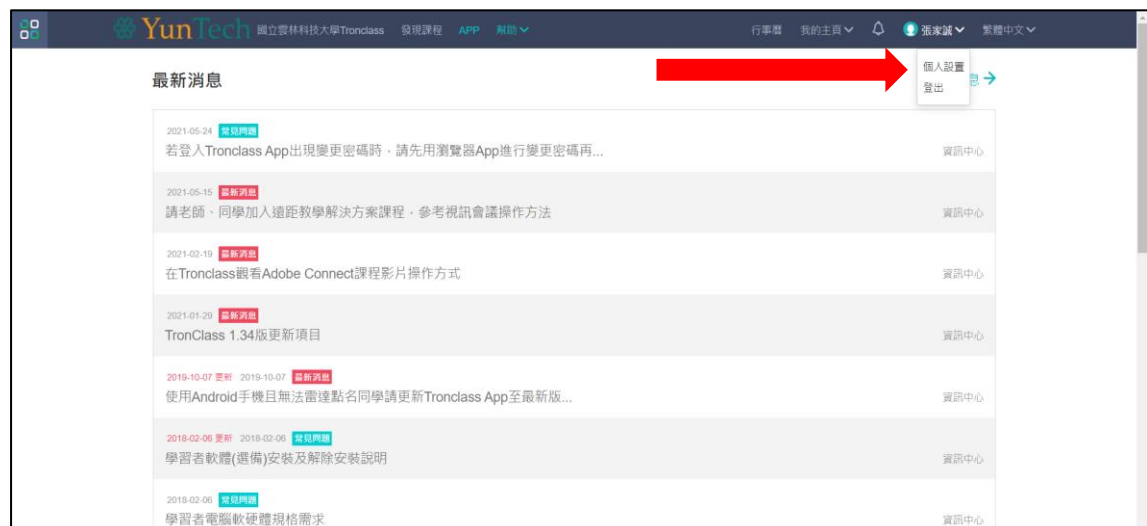 YunTech 國立雲林科技大學Tronclass 發現課程 APP 幫助 行事曆 我的主頁 張家誠 繁體中文
個人設置
登出
最新消息 息
2021-05-24 常見問題
若登入Tronclass App出現變更密碼時，請先用瀏覽器App進行變更密碼再... 資訊中心
2021-05-15 最新消息
請老師、同學加入遠距教學解決方案課程，參考視訊會議操作方法 資訊中心
2021-02-19 最新消息
在Tronclass觀看Adobe Connect課程影片操作方式 資訊中心
2021-01-29 最新消息
TronClass 1.34版更新項目 資訊中心
2019-10-07 更新 2019-10-07 最新消息
使用Android手機且無法雷達點名同學請更新Tronclass App至最新版... 資訊中心
2018-02-06 更新 2018-02-06 常見問題
學習者軟體(選備)安裝及解除安裝說明 資訊中心
2018-02-06 常見問題
學習者電腦軟硬體規格需求 資訊中心